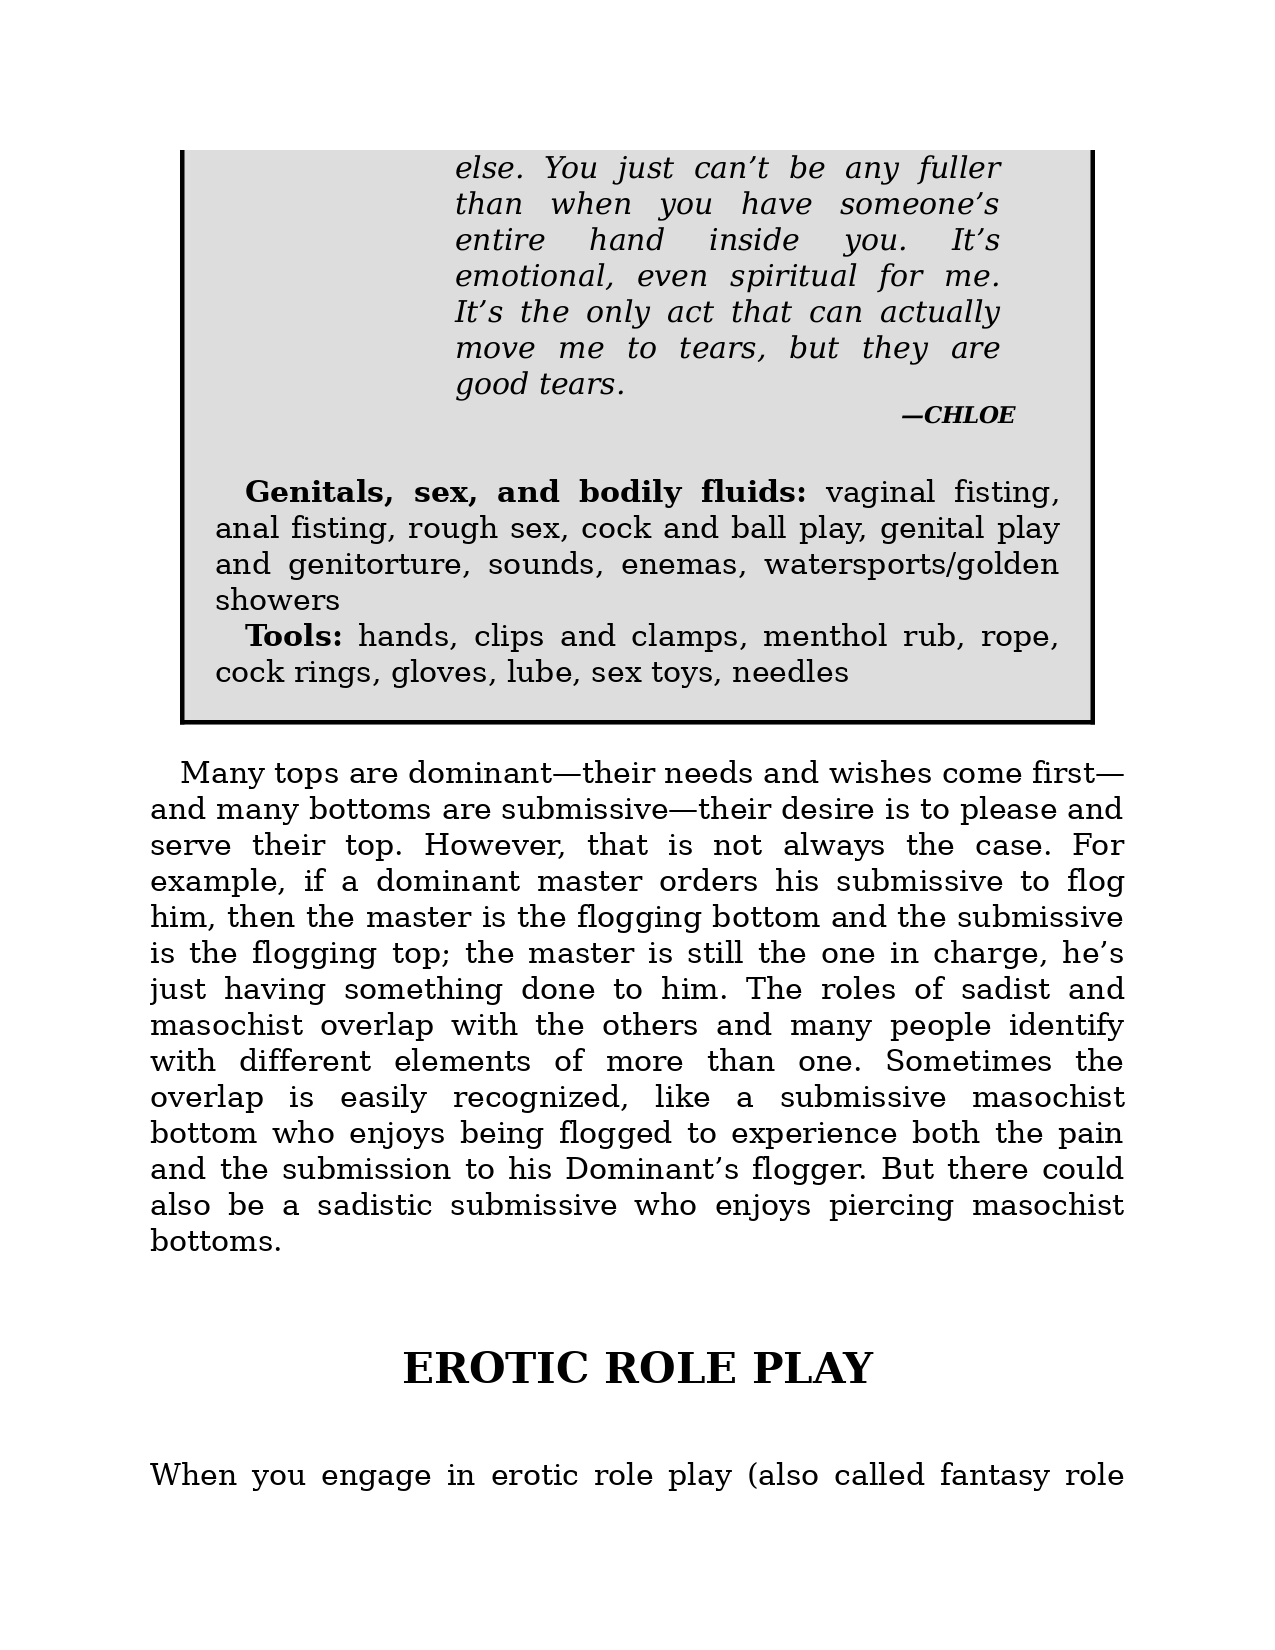 else. You just can’t be any fuller
than when you have someone’s
entire hand inside you. It’s
emotional, even spiritual for me.
It’s the only act that can actually
move me to tears, but they are
good tears.
—CHLOE
Genitals, sex, and bodily fluids: vaginal fisting,
anal fisting, rough sex, cock and ball play, genital play
and genitorture, sounds, enemas, watersports/golden
showers
Tools: hands, clips and clamps, menthol rub, rope,
cock rings, gloves, lube, sex toys, needles
Many tops are dominant—their needs and wishes come first—
and many bottoms are submissive—their desire is to please and
serve their top. However, that is not always the case. For
example, if a dominant master orders his submissive to flog
him, then the master is the flogging bottom and the submissive
is the flogging top; the master is still the one in charge, he’s
just having something done to him. The roles of sadist and
masochist overlap with the others and many people identify
with different elements of more than one. Sometimes the
overlap is easily recognized, like a submissive masochist
bottom who enjoys being flogged to experience both the pain
and the submission to his Dominant’s flogger. But there could
also be a sadistic submissive who enjoys piercing masochist
bottoms.
EROTIC ROLE PLAY
When you engage in erotic role play (also called fantasy role